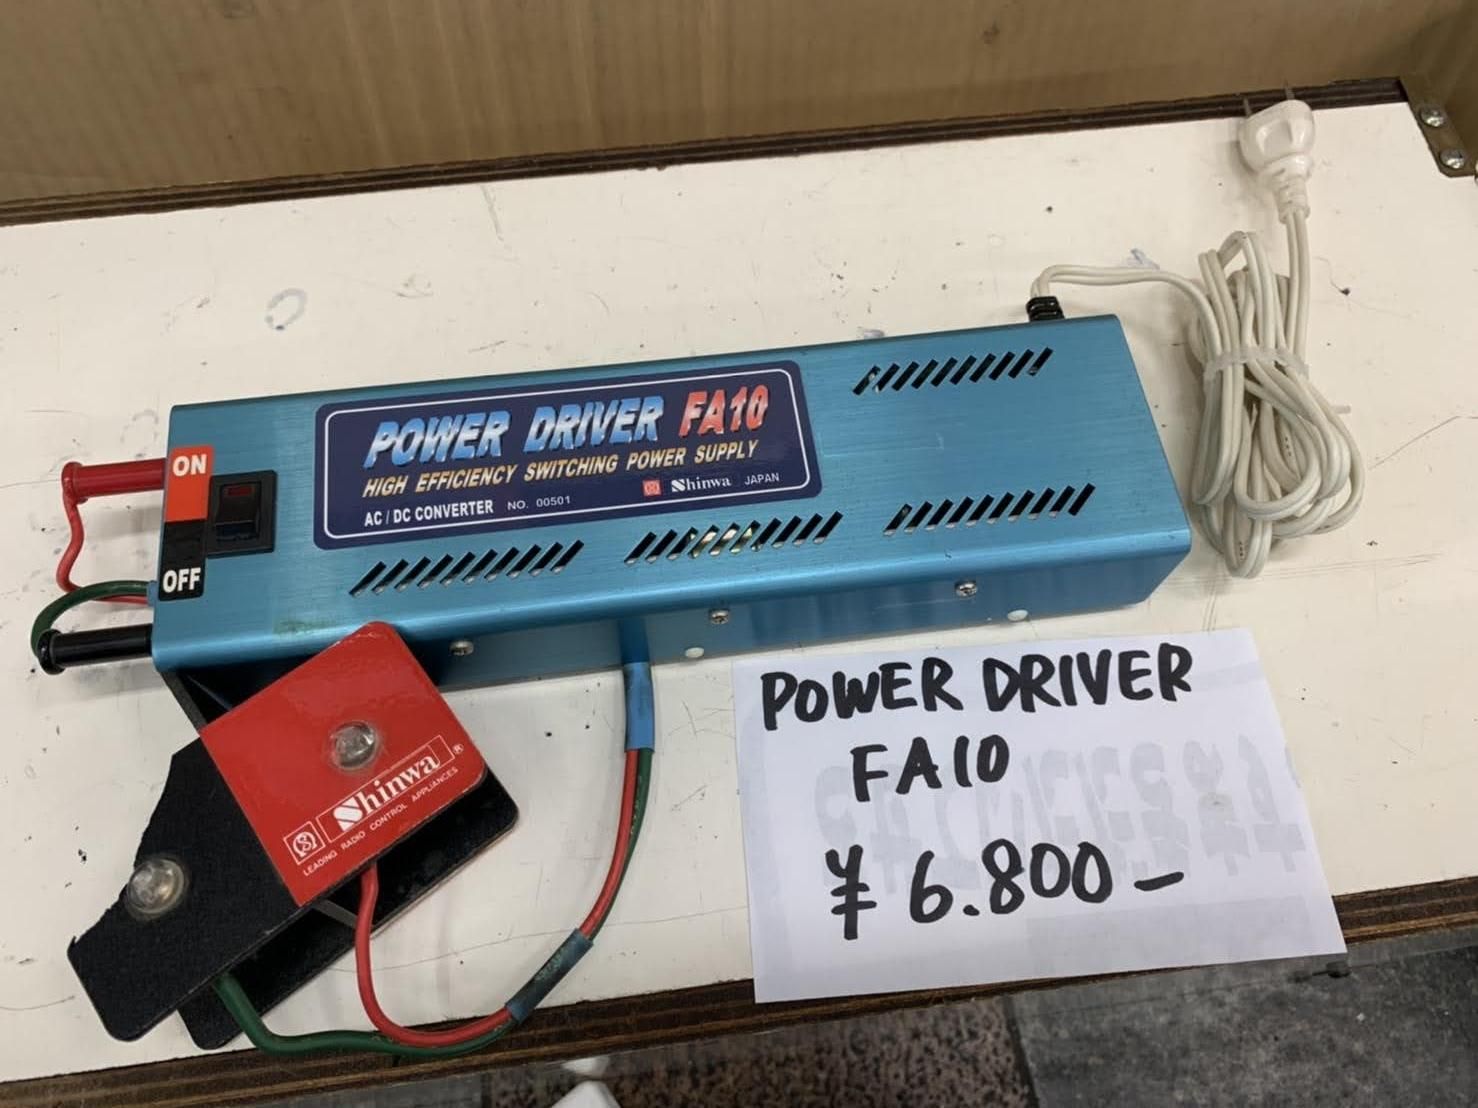 ON
OFF
POWER DRIVER FA10
HIGH EFFICIENCY SWITCHING POWER SUPPLY
AC / DC CONVERTER NO. 00501 Shinwa JAPAN
Shinwa ®
LEADING RADIO CONTROL APPLIANCES
POWER DRIVER
FA10
¥ 6.800-